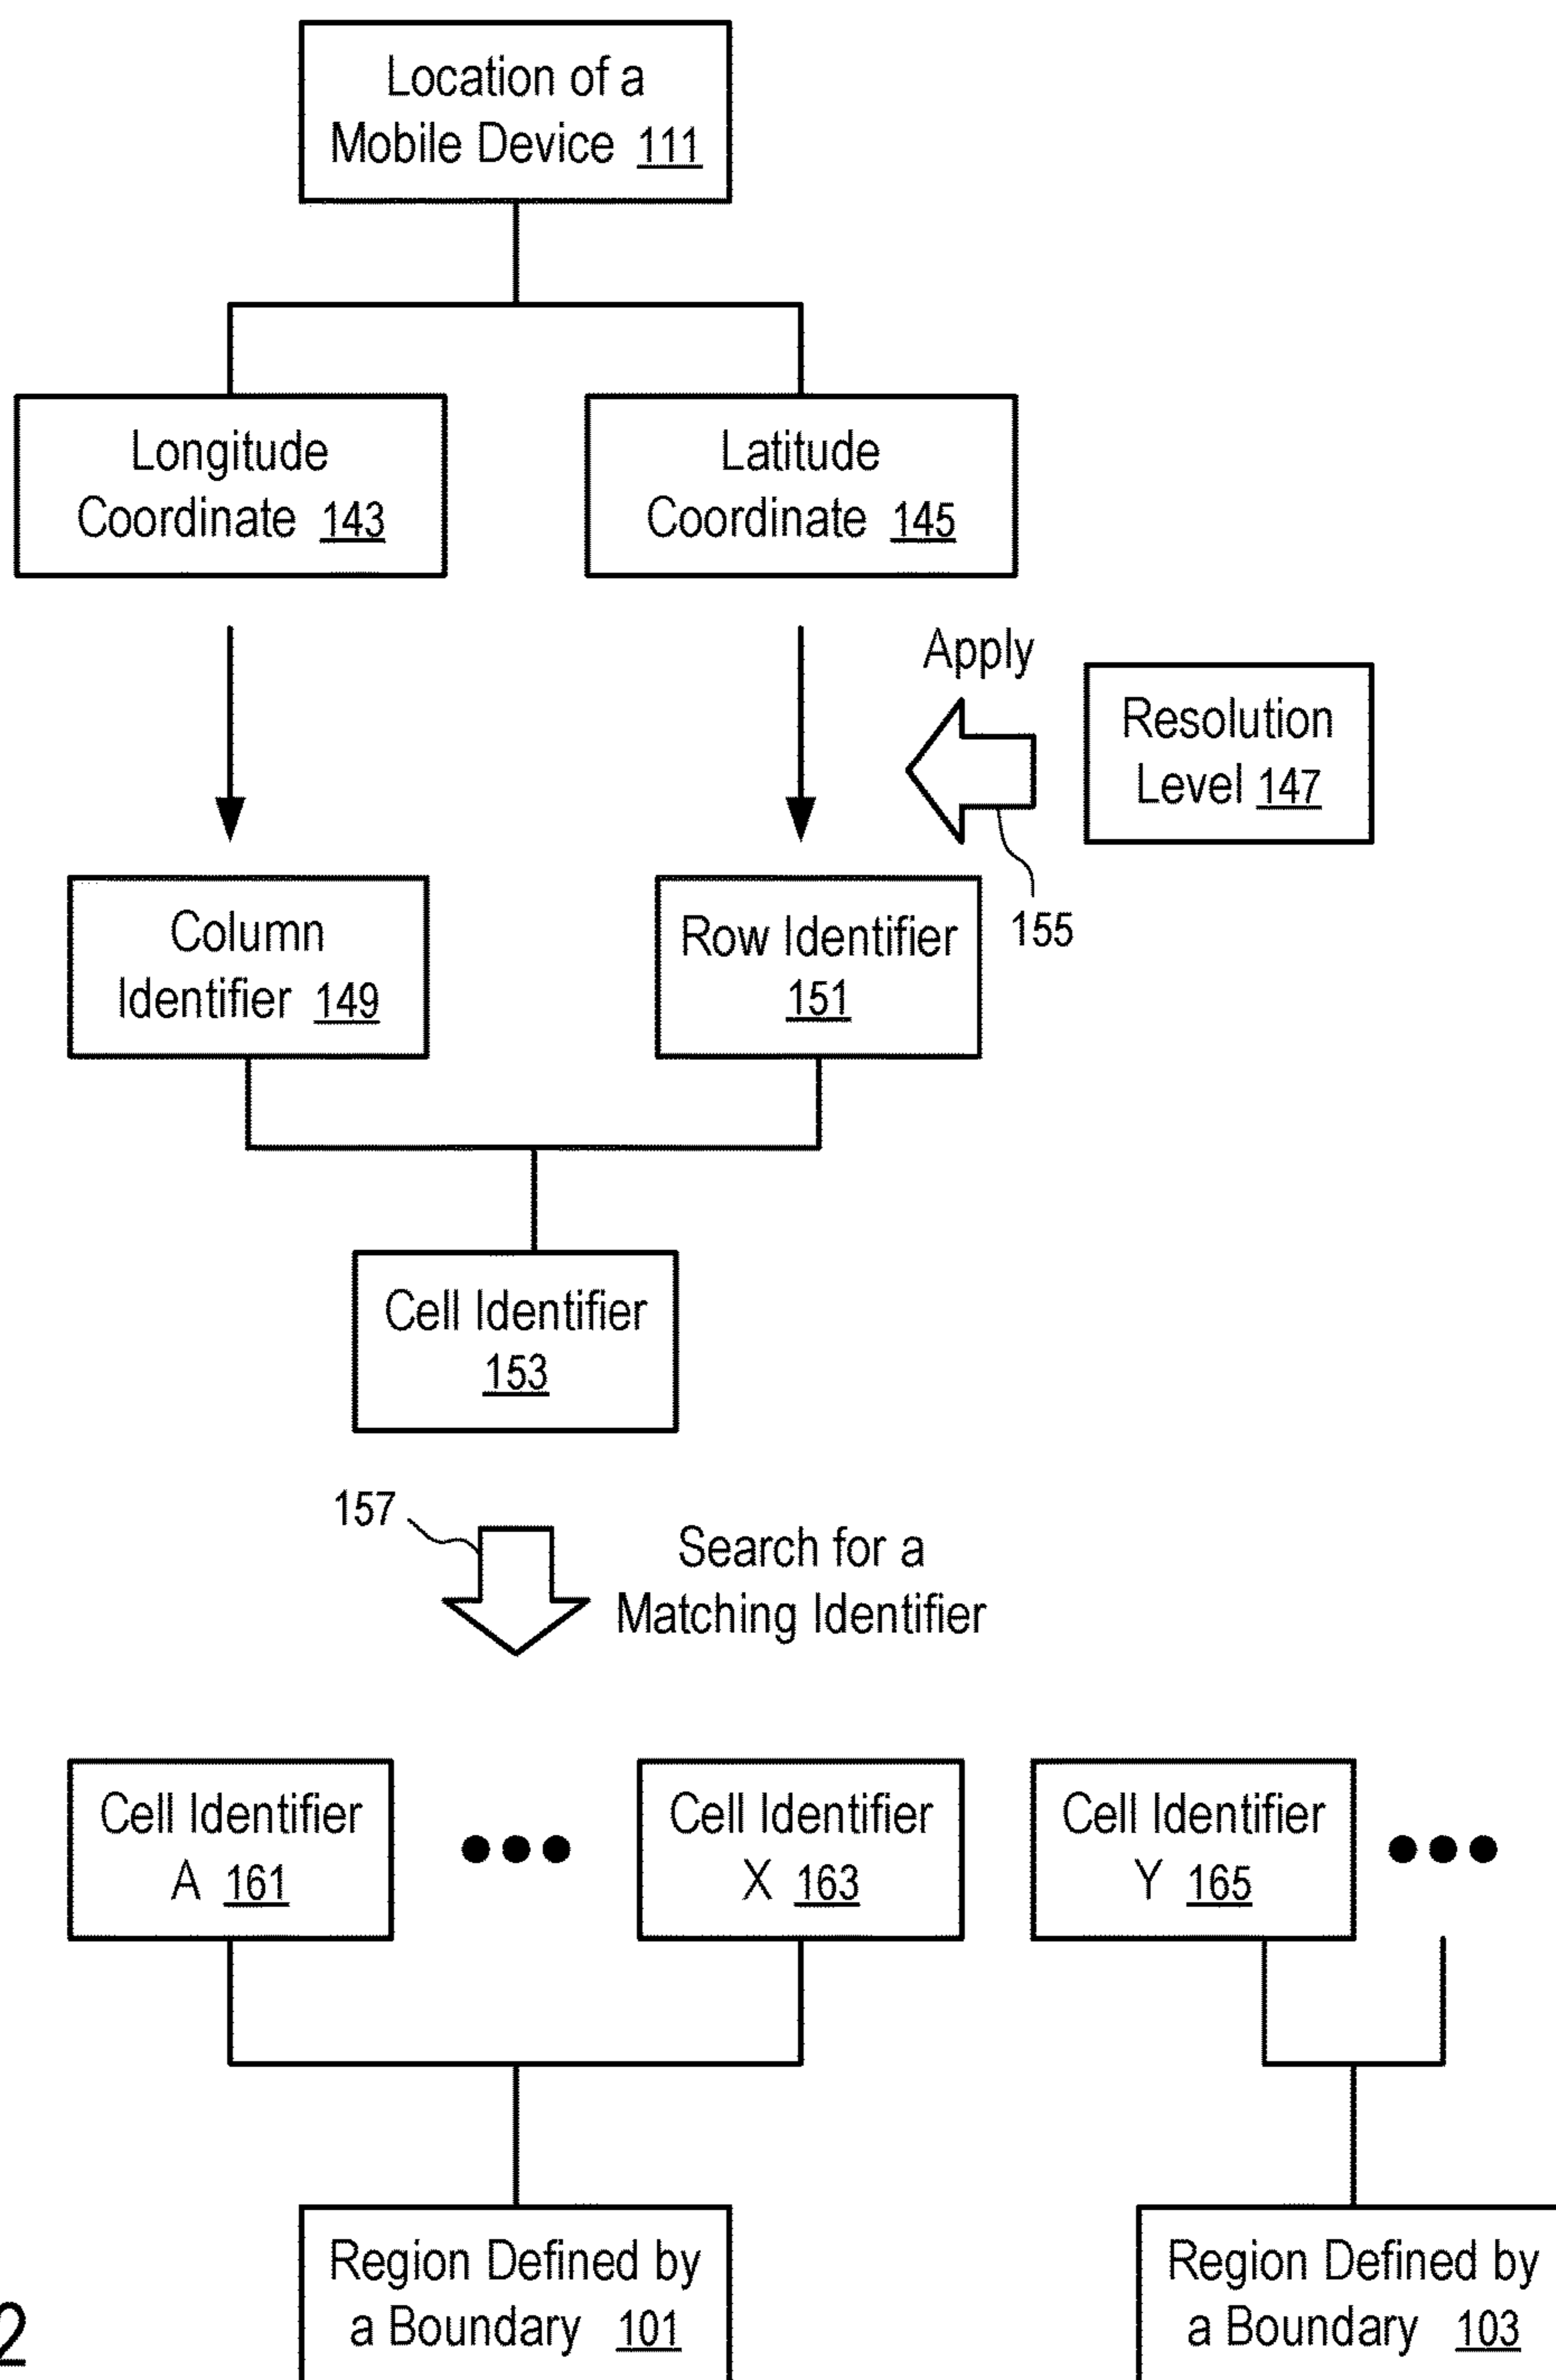 Location of a
Mobile Device 111
Longitude
Coordinate 143
Latitude
Coordinate 145
Apply
Resolution
Level 147
155
Column
Identifier 149
Row Identifier
151
Cell Identifier
153
157
Search for a
Matching Identifier
Cell Identifier
A 161
Cell Identifier
X 163
Cell Identifier
Y 165
Region Defined by
a Boundary 101
Region Defined by
a Boundary 103
2